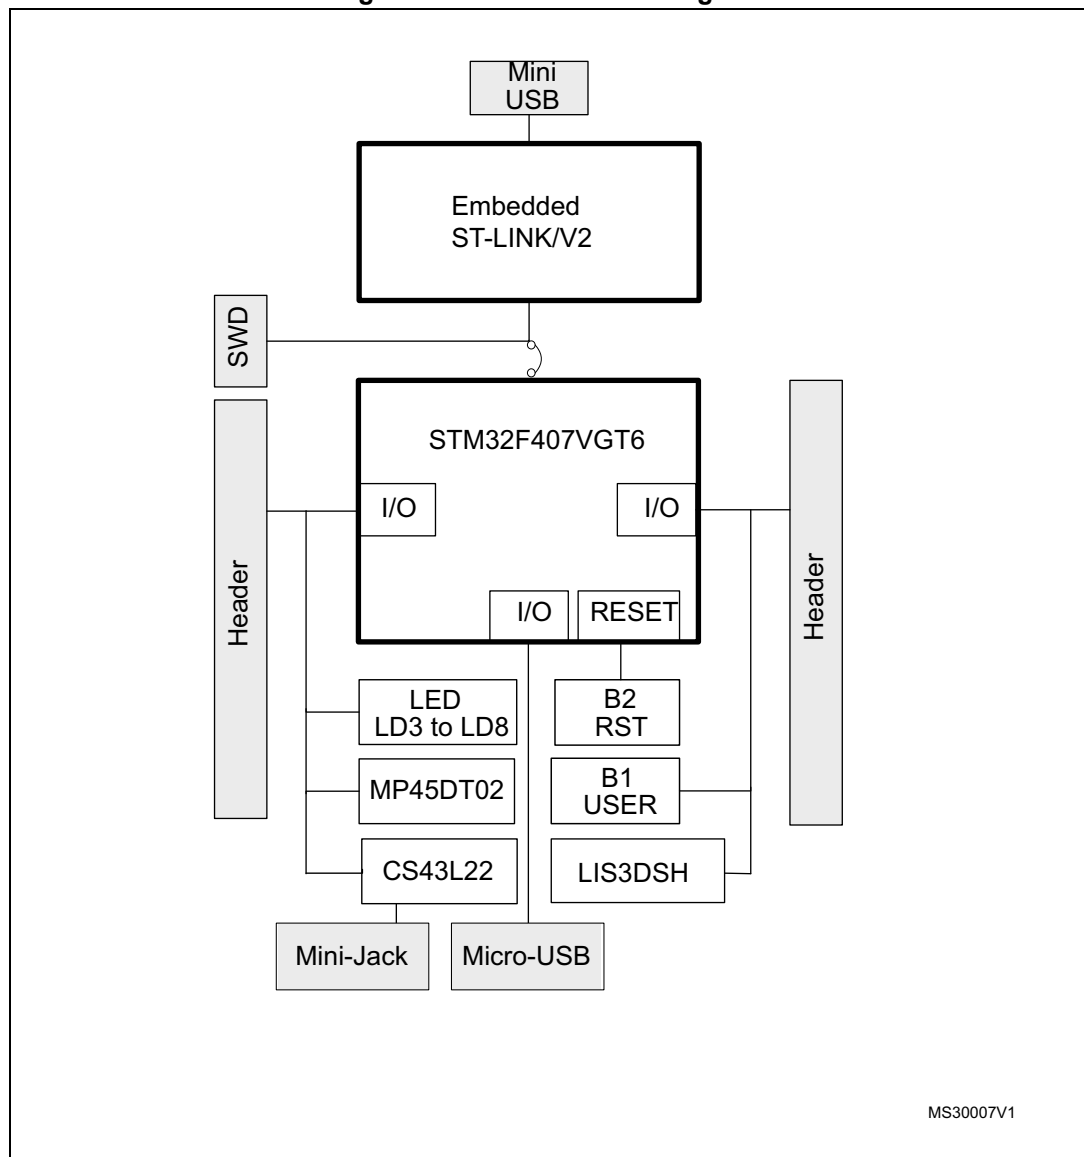 Mini
USB
Embedded
ST-LINK/V2
SWD
STM32F407VGT6
I/O
I/O
Header
Header
I/O
RESET
LED
LD3 to LD8
B2
RST
MP45DT02
B1
USER
CS43L22
LIS3DSH
Mini-Jack
Micro-USB
MS30007V1